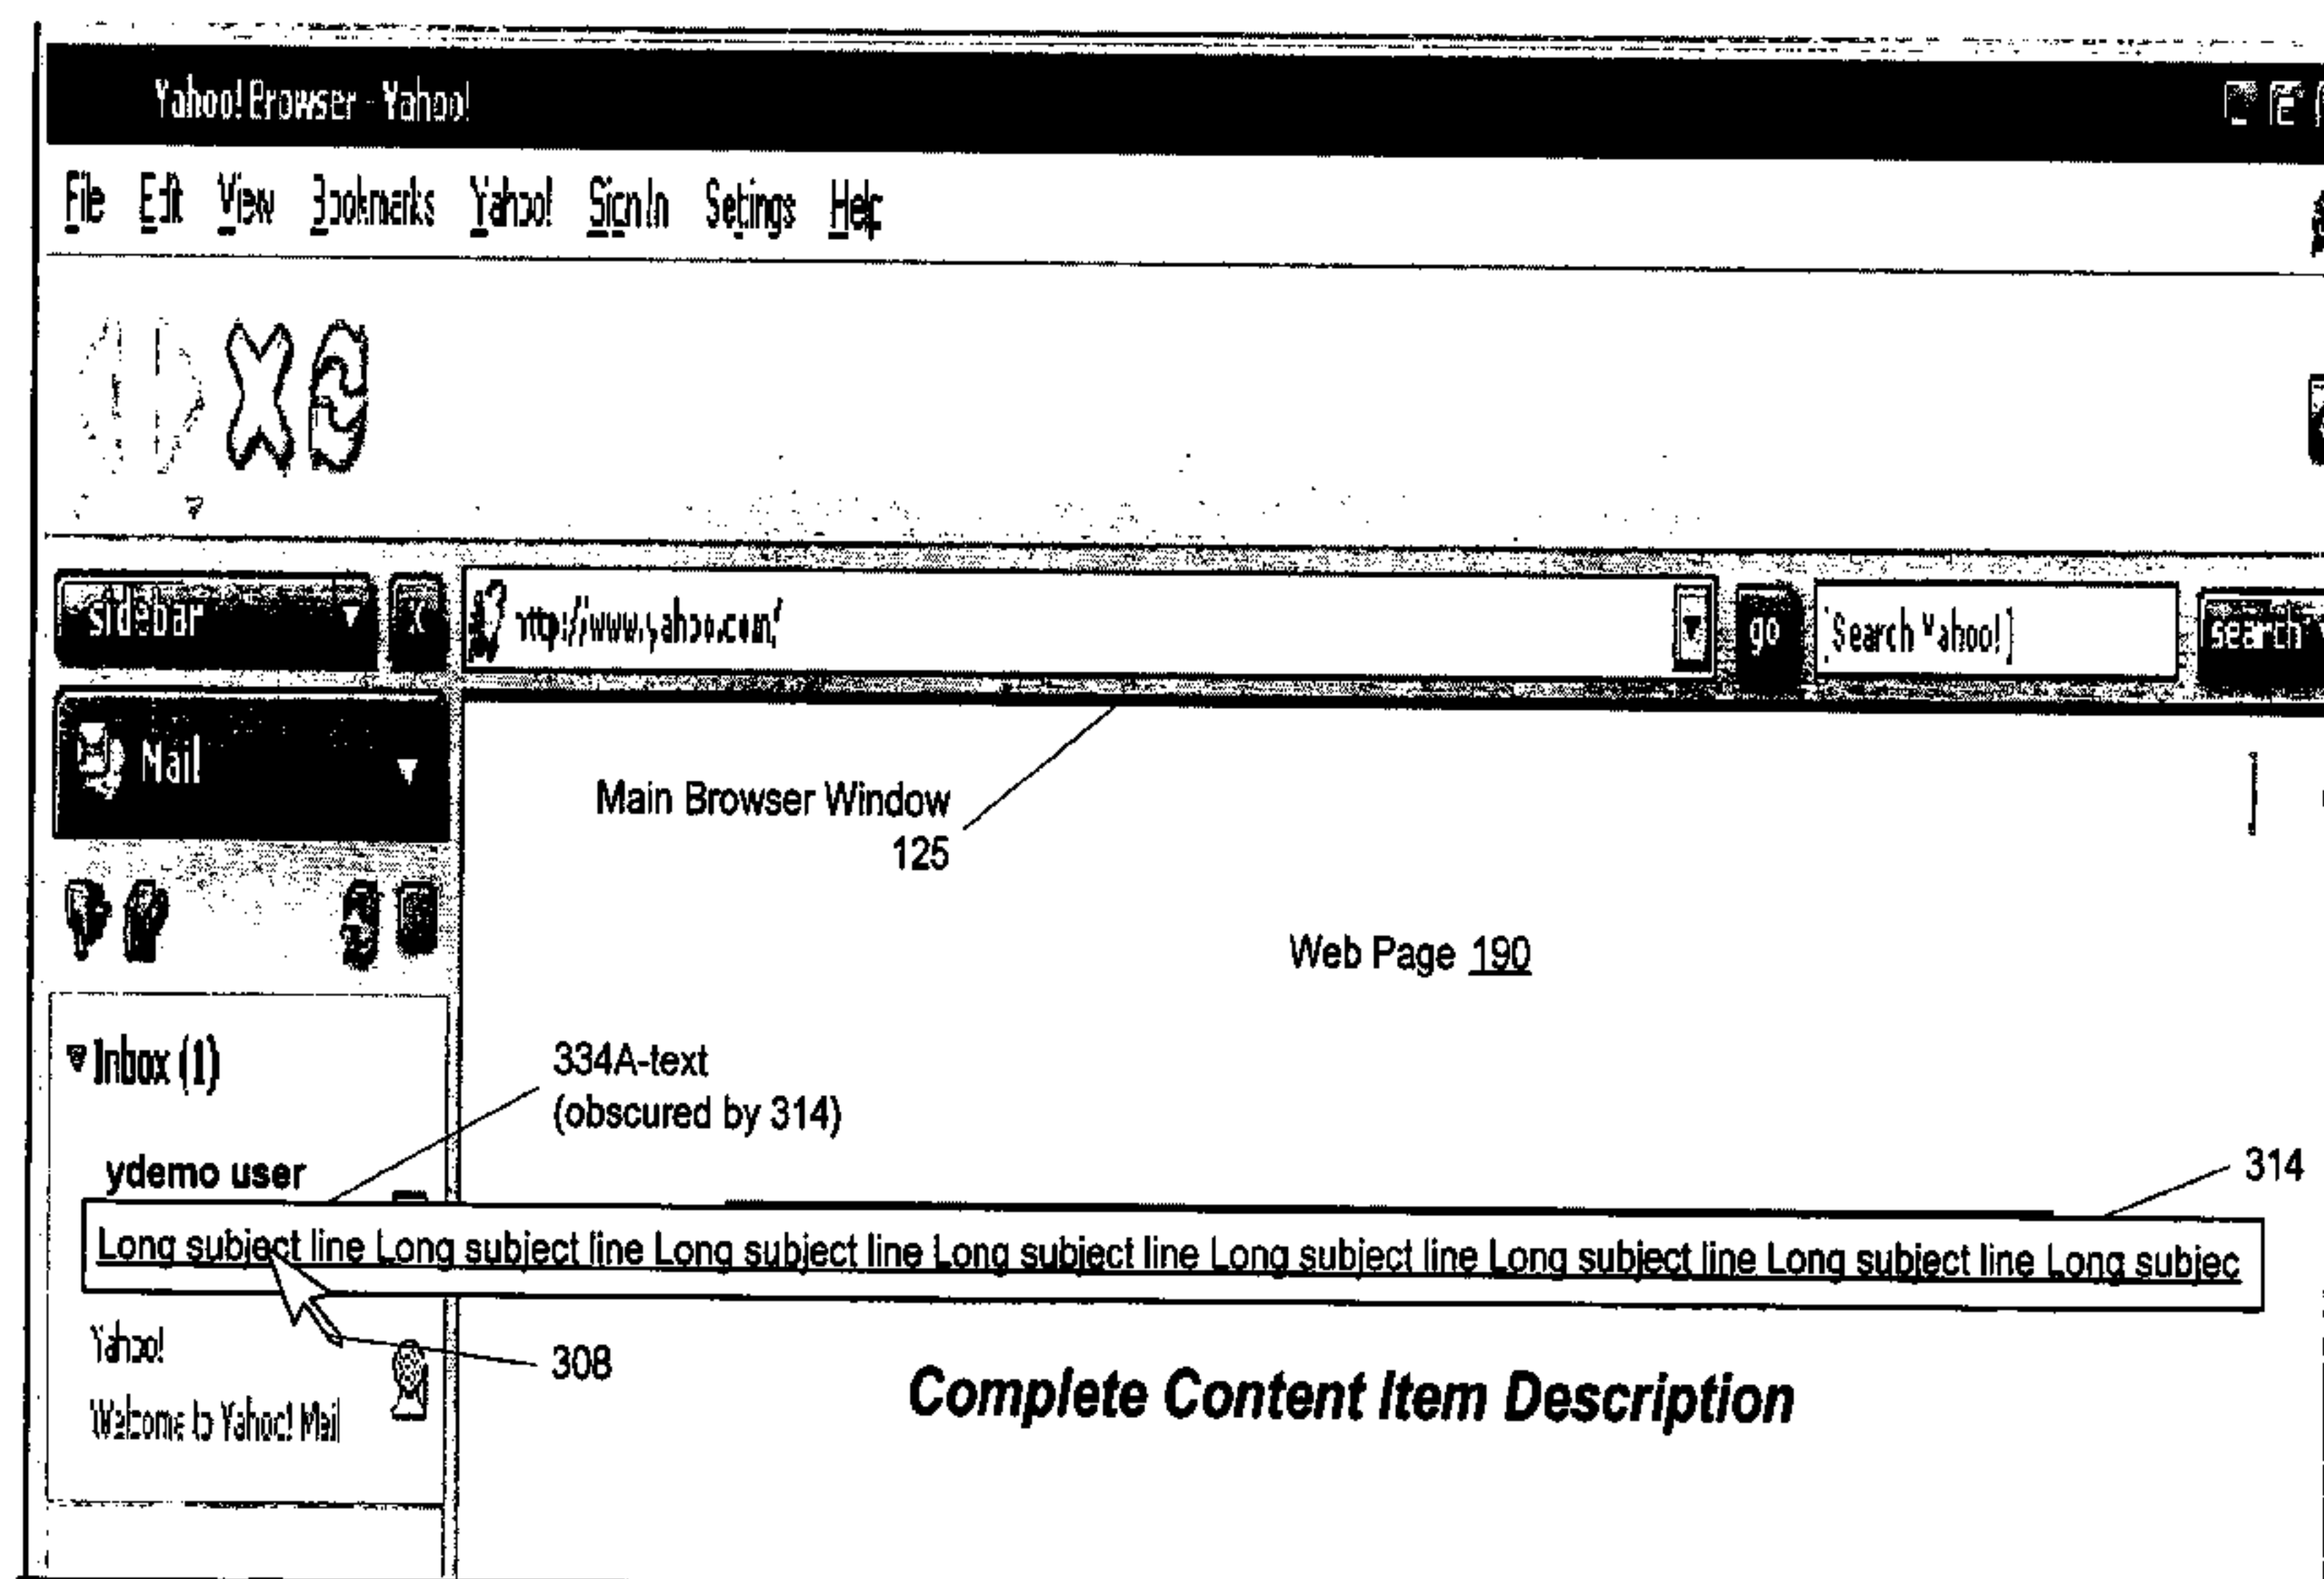 Yahoo! Browser - Yahoo!
File Edit View Bookmarks Yahoo! Sign In Settings Help
sidebar X http://www.yahoo.com/ go [Search Yahoo!] search
Mail
Main Browser Window
125
Web Page 190
Inbox (1)
334A-text
(obscured by 314)
ydemo user
314
Long subject line Long subject line Long subject line Long subject line Long subject line Long subject line Long subject line Long subjec
Yahoo!
308
Complete Content Item Description
Welcome to Yahoo! Mail